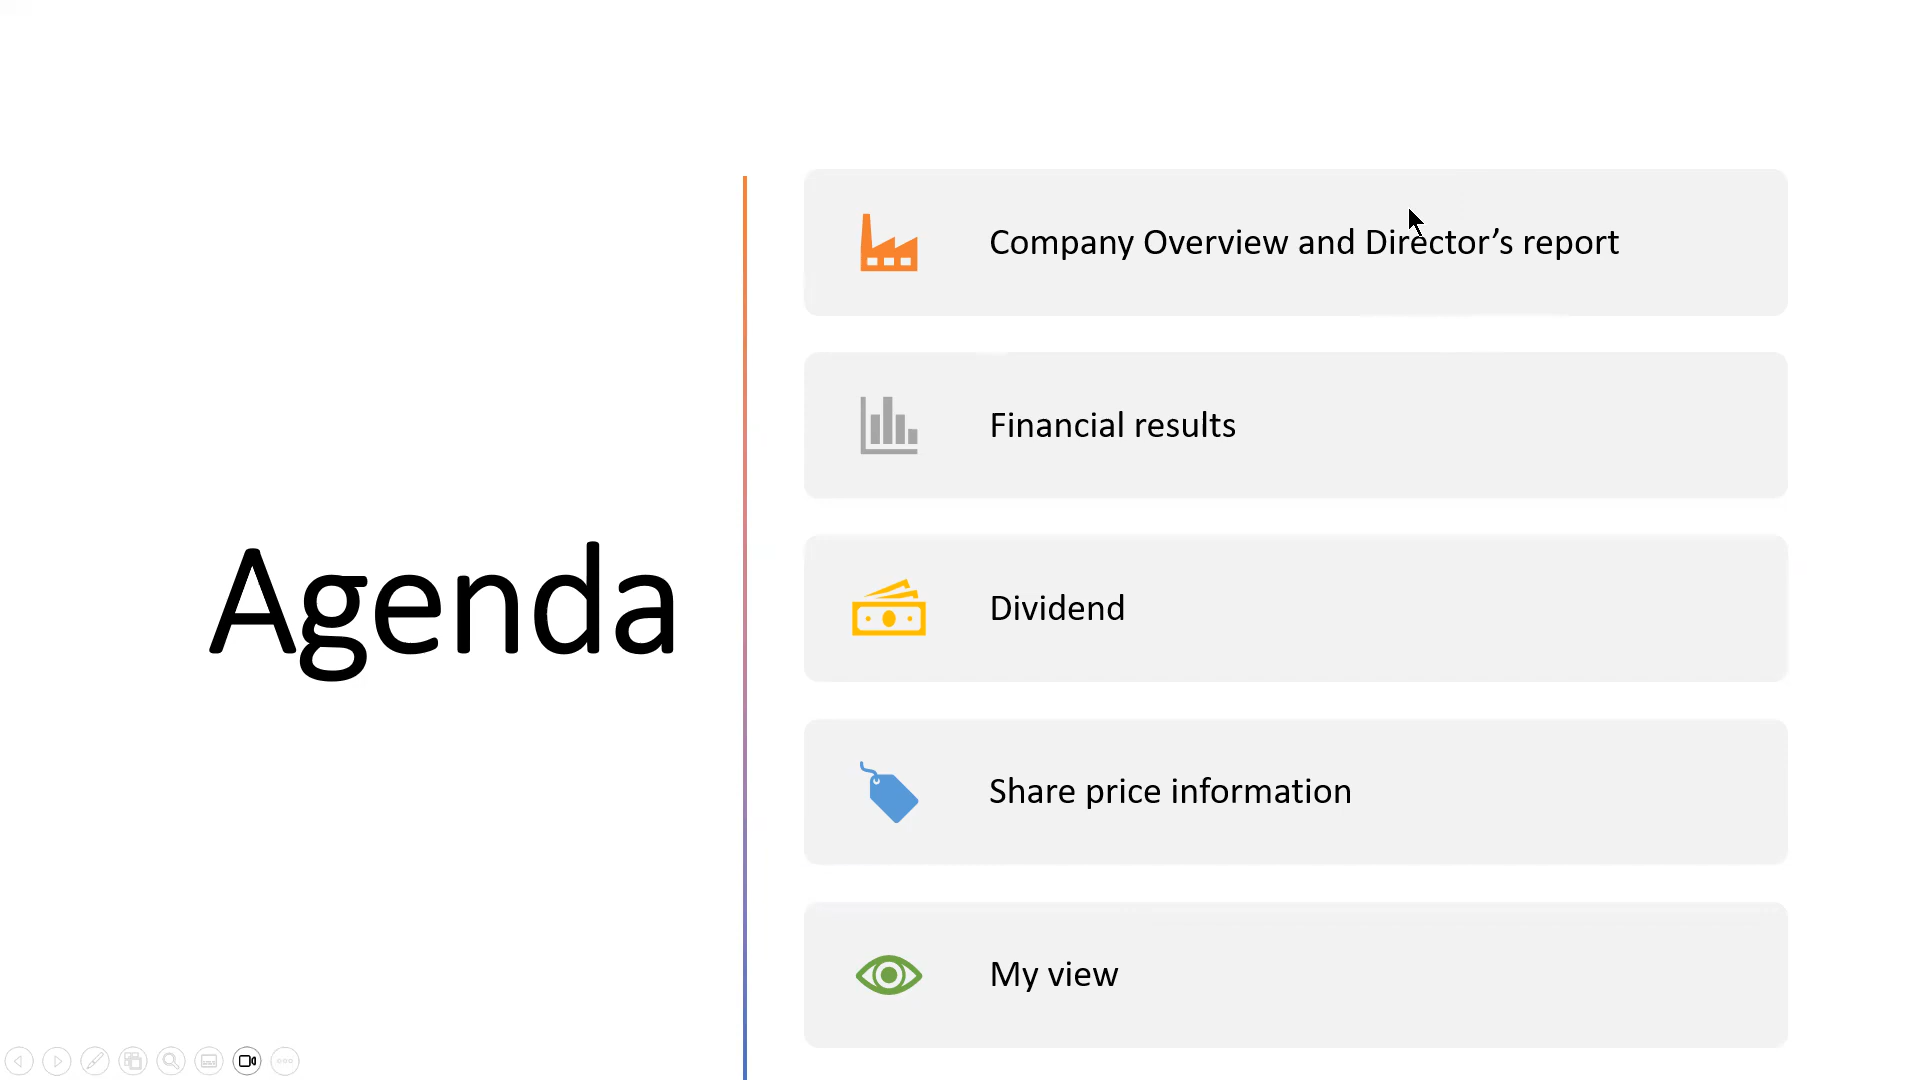 Agenda
Company Overview and Director’s report
Financial results
Dividend
Share price information
My view